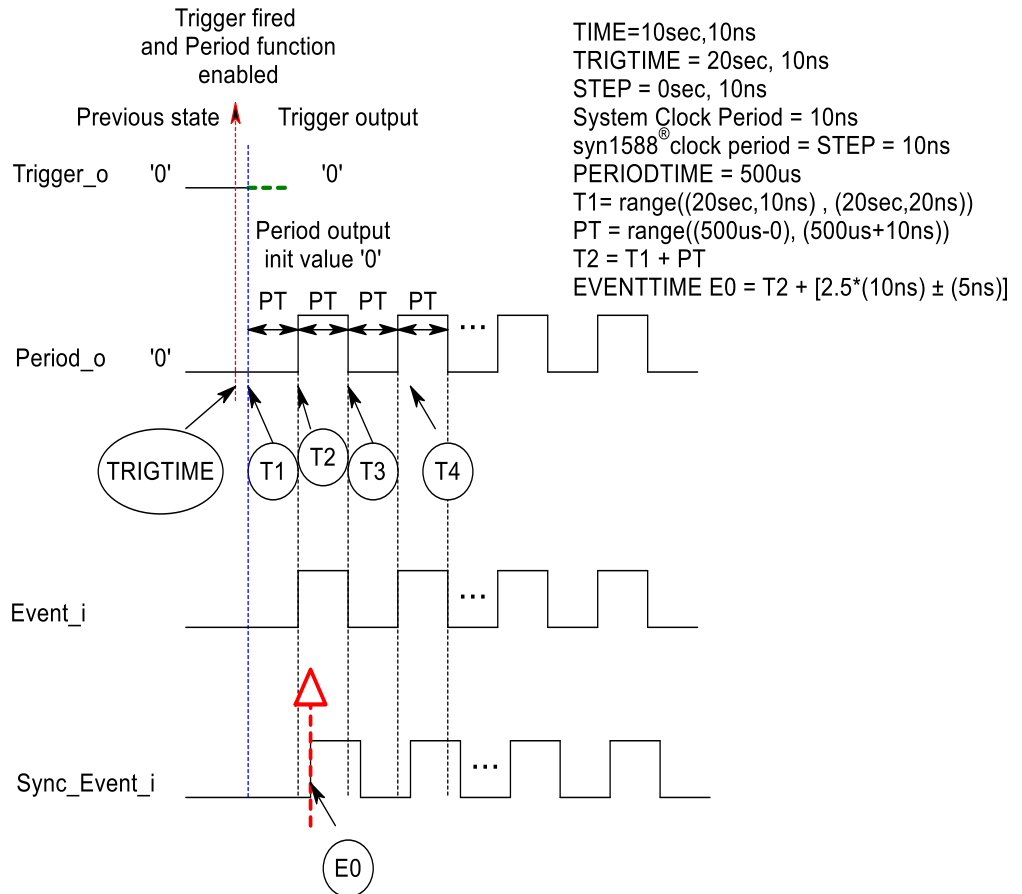 Trigger fired
and Period function
enabled
Previous state
Trigger output
Trigger_o
'0'
'0'
Period output
init value '0'
PT
PT
PT
PT
...
Period_o
'0'
TRIGTIME
T1
T2
T3
T4
Event_i
...
Sync_Event_i
...
E0
TIME=10sec,10ns
TRIGTIME = 20sec, 10ns
STEP = 0sec, 10ns
System Clock Period = 10ns
syn1588® clock period = STEP = 10ns
PERIODTIME = 500us
T1= range((20sec,10ns) , (20sec,20ns))
PT = range((500us-0), (500us+10ns))
T2 = T1 + PT
EVENTTIME E0 = T2 + [2.5*(10ns) ± (5ns)]